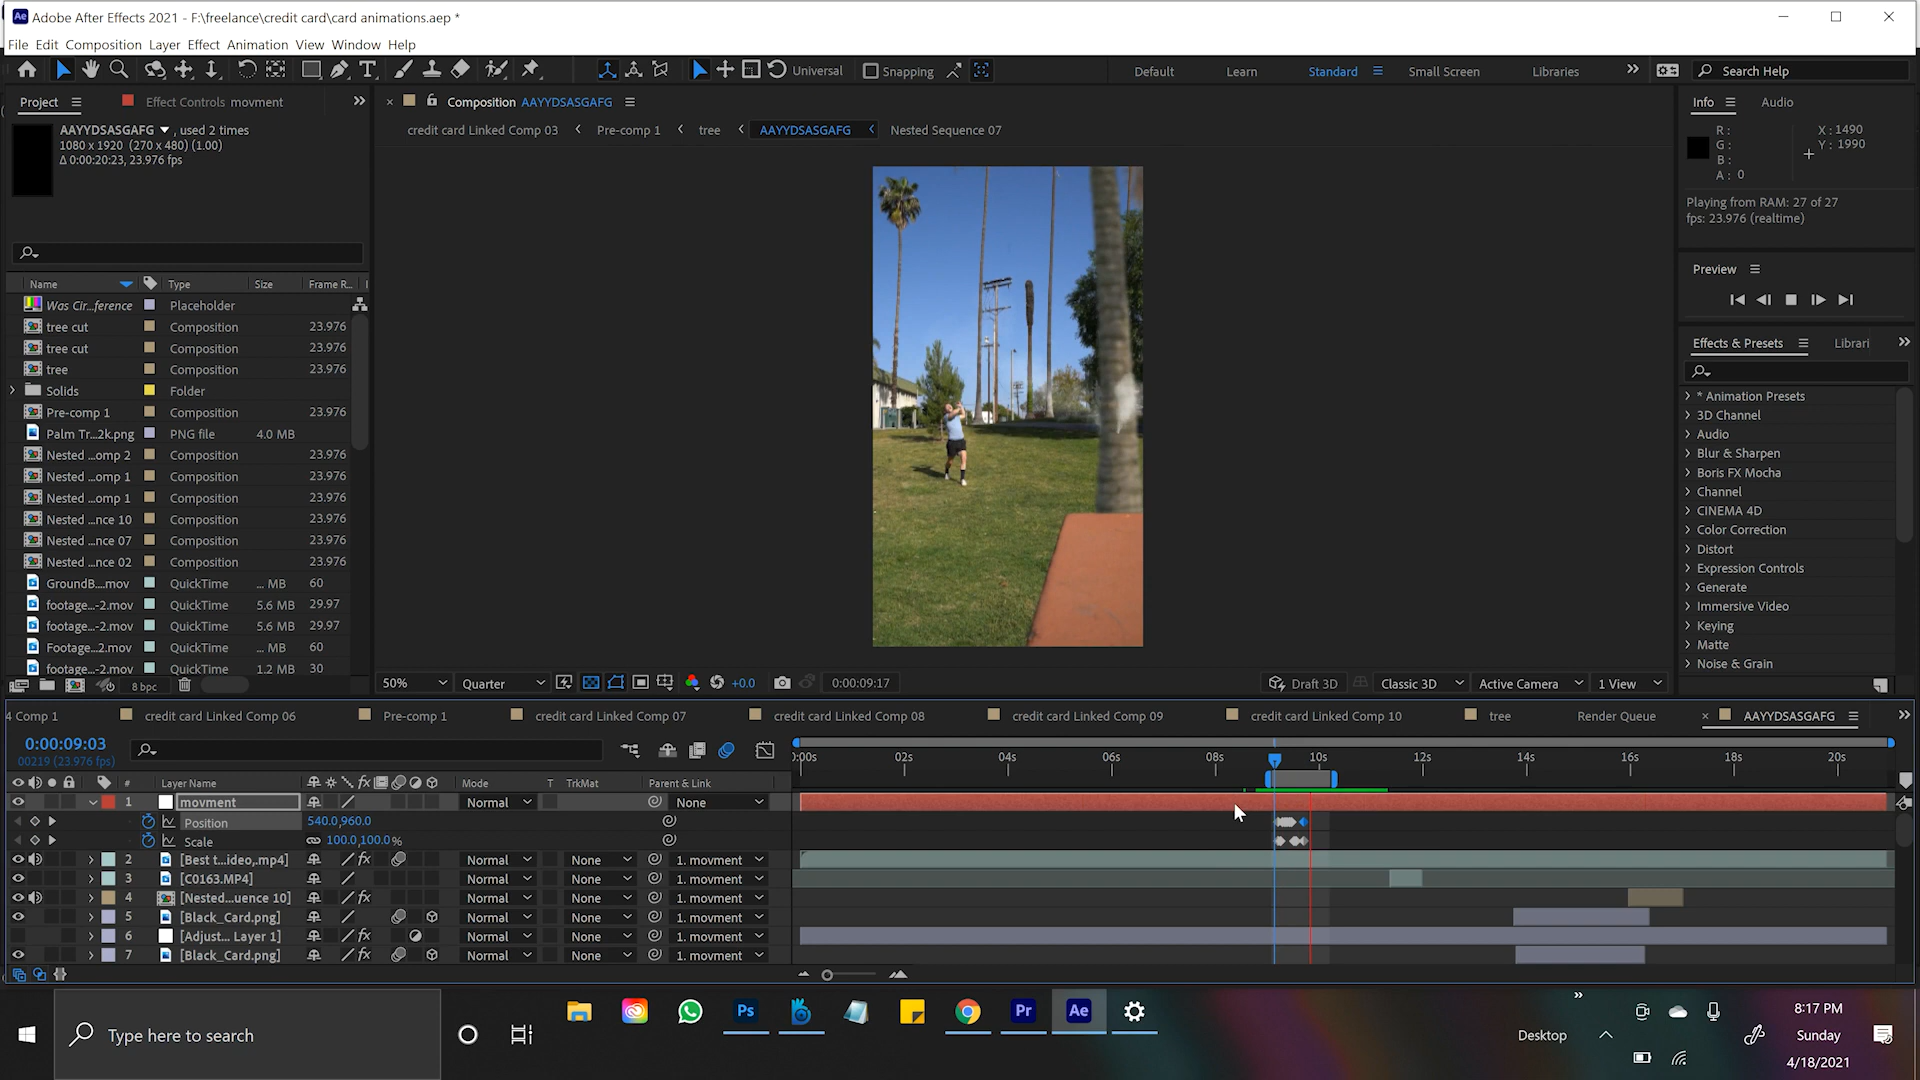 Adobe After Effects 2021 - F:\freelance\credit card\card animations.aep *
File Edit Composition Layer Effect Animation View Window Help
Universal Snapping Default Learn Standard Small Screen Libraries Search Help
Project Effect Controls movment
AAYYDSASGAFG , used 2 times
1080 x 1920 (270 x 480) (1.00)
Δ 0:00:20:23, 23.976 fps
Name Type Size Frame R...
Was Cir...ference Placeholder
tree cut Composition 23.976
tree cut Composition 23.976
tree Composition 23.976
Solids Folder
Pre-comp 1 Composition 23.976
Palm Tr...2k.png PNG file 4.0 MB
Nested ...omp 2 Composition 23.976
Nested ...omp 1 Composition 23.976
Nested ...omp 1 Composition 23.976
Nested ...nce 10 Composition 23.976
Nested ...nce 07 Composition 23.976
Nested ...nce 02 Composition 23.976
GroundB....mov QuickTime ... MB 60
footage...-2.mov QuickTime 5.6 MB 29.97
footage...-2.mov QuickTime 5.6 MB 29.97
Footage...2.mov QuickTime ... MB 60
footage...-2.mov QuickTime 1.2 MB 30
8 bpc
Composition AAYYDSASGAFG
credit card Linked Comp 03 Pre-comp 1 tree AAYYDSASGAFG Nested Sequence 07
50% Quarter +0.0 0:00:09:17 Draft 3D Classic 3D Active Camera 1 View
Info Audio
R :
G :
B :
A : 0
X : 1490
Y : 1990
Playing from RAM: 27 of 27
fps: 23.976 (realtime)
Preview
Effects & Presets Librari
* Animation Presets
3D Channel
Audio
Blur & Sharpen
Boris FX Mocha
Channel
CINEMA 4D
Color Correction
Distort
Expression Controls
Generate
Immersive Video
Keying
Matte
Noise & Grain
4 Comp 1 credit card Linked Comp 06 Pre-comp 1 credit card Linked Comp 07 credit card Linked Comp 08 credit card Linked Comp 09 credit card Linked Comp 10 tree Render Queue AAYYDSASGAFG
0:00:09:03
00219 (23.976 fps)
):00s 02s 04s 06s 08s 10s 12s 14s 16s 18s 20s
# Layer Name Mode T TrkMat Parent & Link
1 movment Normal None
Position 540.0,960.0
Scale 100.0,100.0%
2 [Best t...ideo,.mp4] Normal None 1. movment
3 [C0163.MP4] Normal None 1. movment
4 [Nested...uence 10] Normal None 1. movment
5 [Black_Card.png] Normal None 1. movment
6 [Adjust... Layer 1] Normal None 1. movment
7 [Black_Card.png] Normal None 1. movment
Type here to search
Desktop
8:17 PM
Sunday
4/18/2021